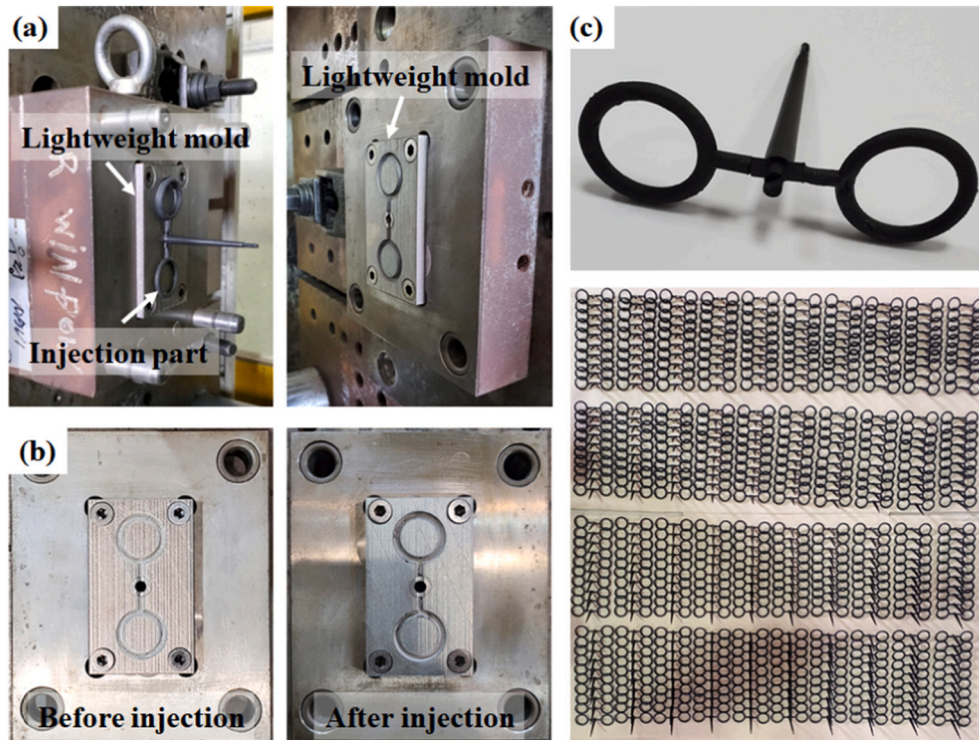 (a)
Lightweight mold
Injection part
Lightweight mold
(b)
Before injection
After injection
(c)